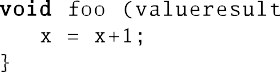 void foo (valueresult
x = x+1;
}